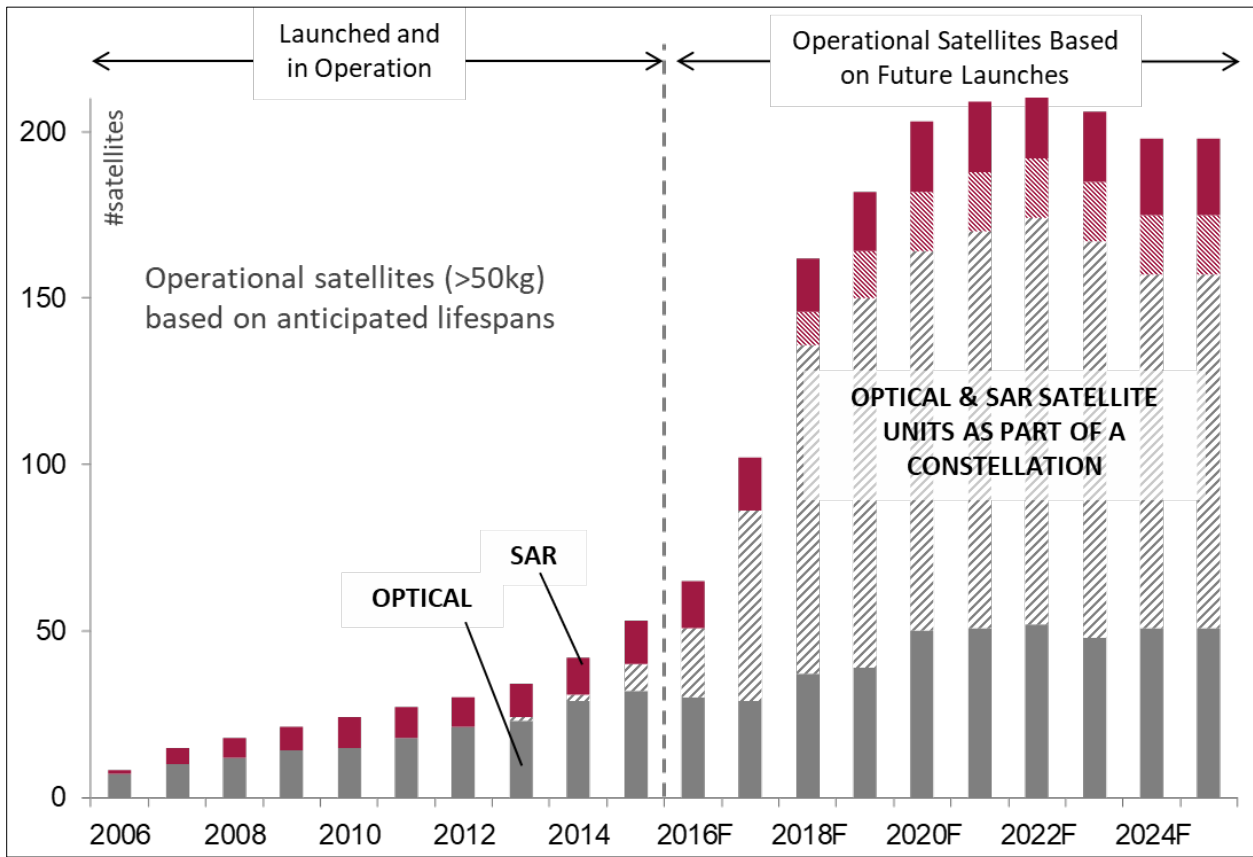 Launched and
in Operation
Operational Satellites Based
on Future Launches
#satellites
Operational satellites (>50kg)
based on anticipated lifespans
OPTICAL & SAR SATELLITE
UNITS AS PART OF A
CONSTELLATION
SAR
OPTICAL
200
150
100
50
0
2006 2008 2010 2012 2014 2016F 2018F 2020F 2022F 2024F